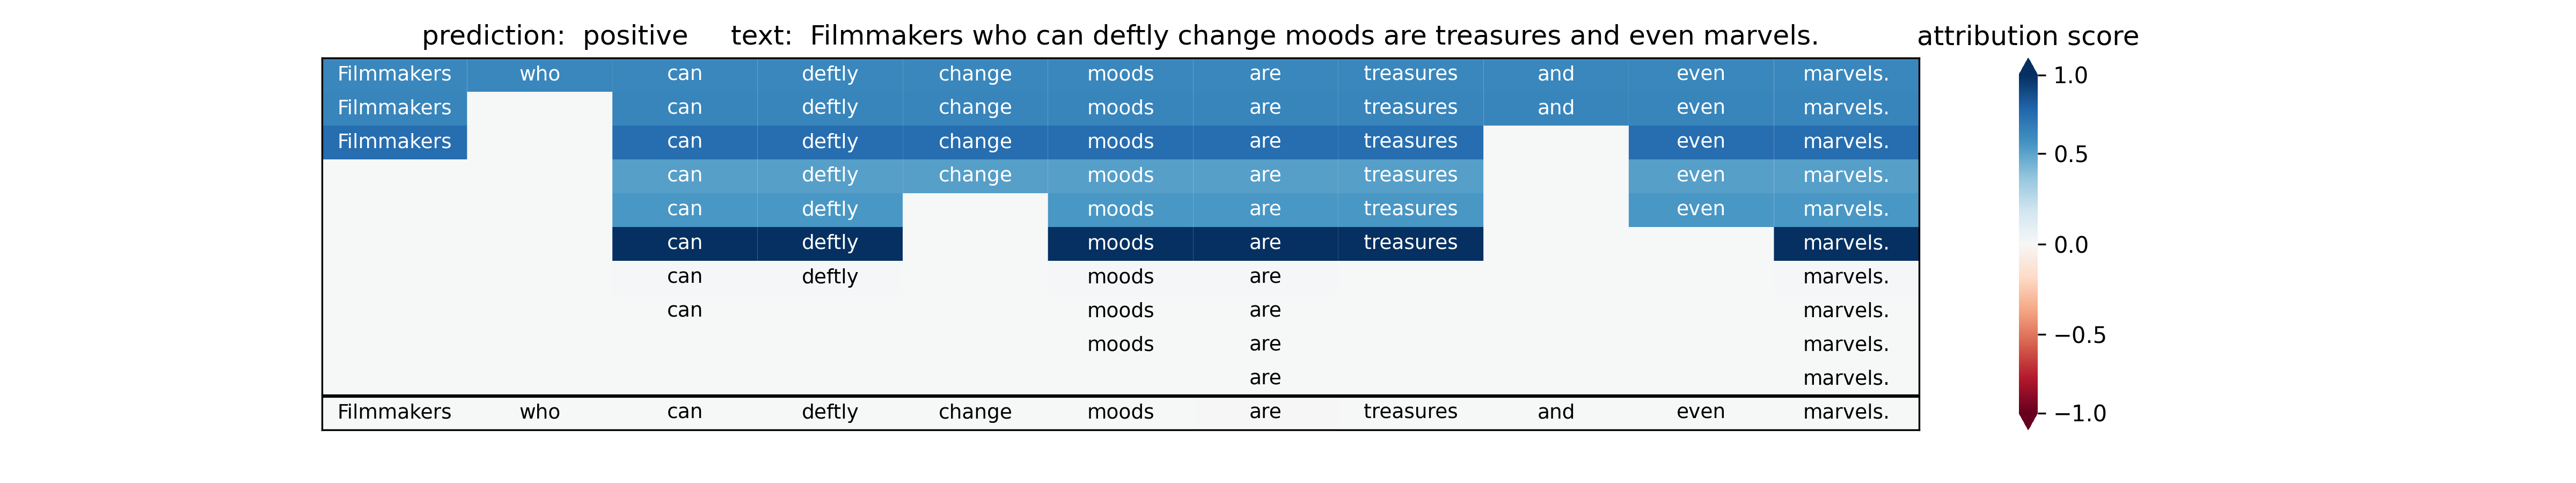 prediction: positive text: Filmmakers who can deftly change moods are treasures and even marvels. attribution score
Filmmakers who can deftly change moods are treasures and even marvels.
Filmmakers can deftly change moods are treasures and even marvels.
Filmmakers can deftly change moods are treasures even marvels.
can deftly change moods are treasures even marvels.
can deftly moods are treasures even marvels.
can deftly moods are treasures marvels.
can deftly moods are marvels.
can moods are marvels.
moods are marvels.
are marvels.
Filmmakers who can deftly change moods are treasures and even marvels.
1.0
0.5
0.0
−0.5
−1.0